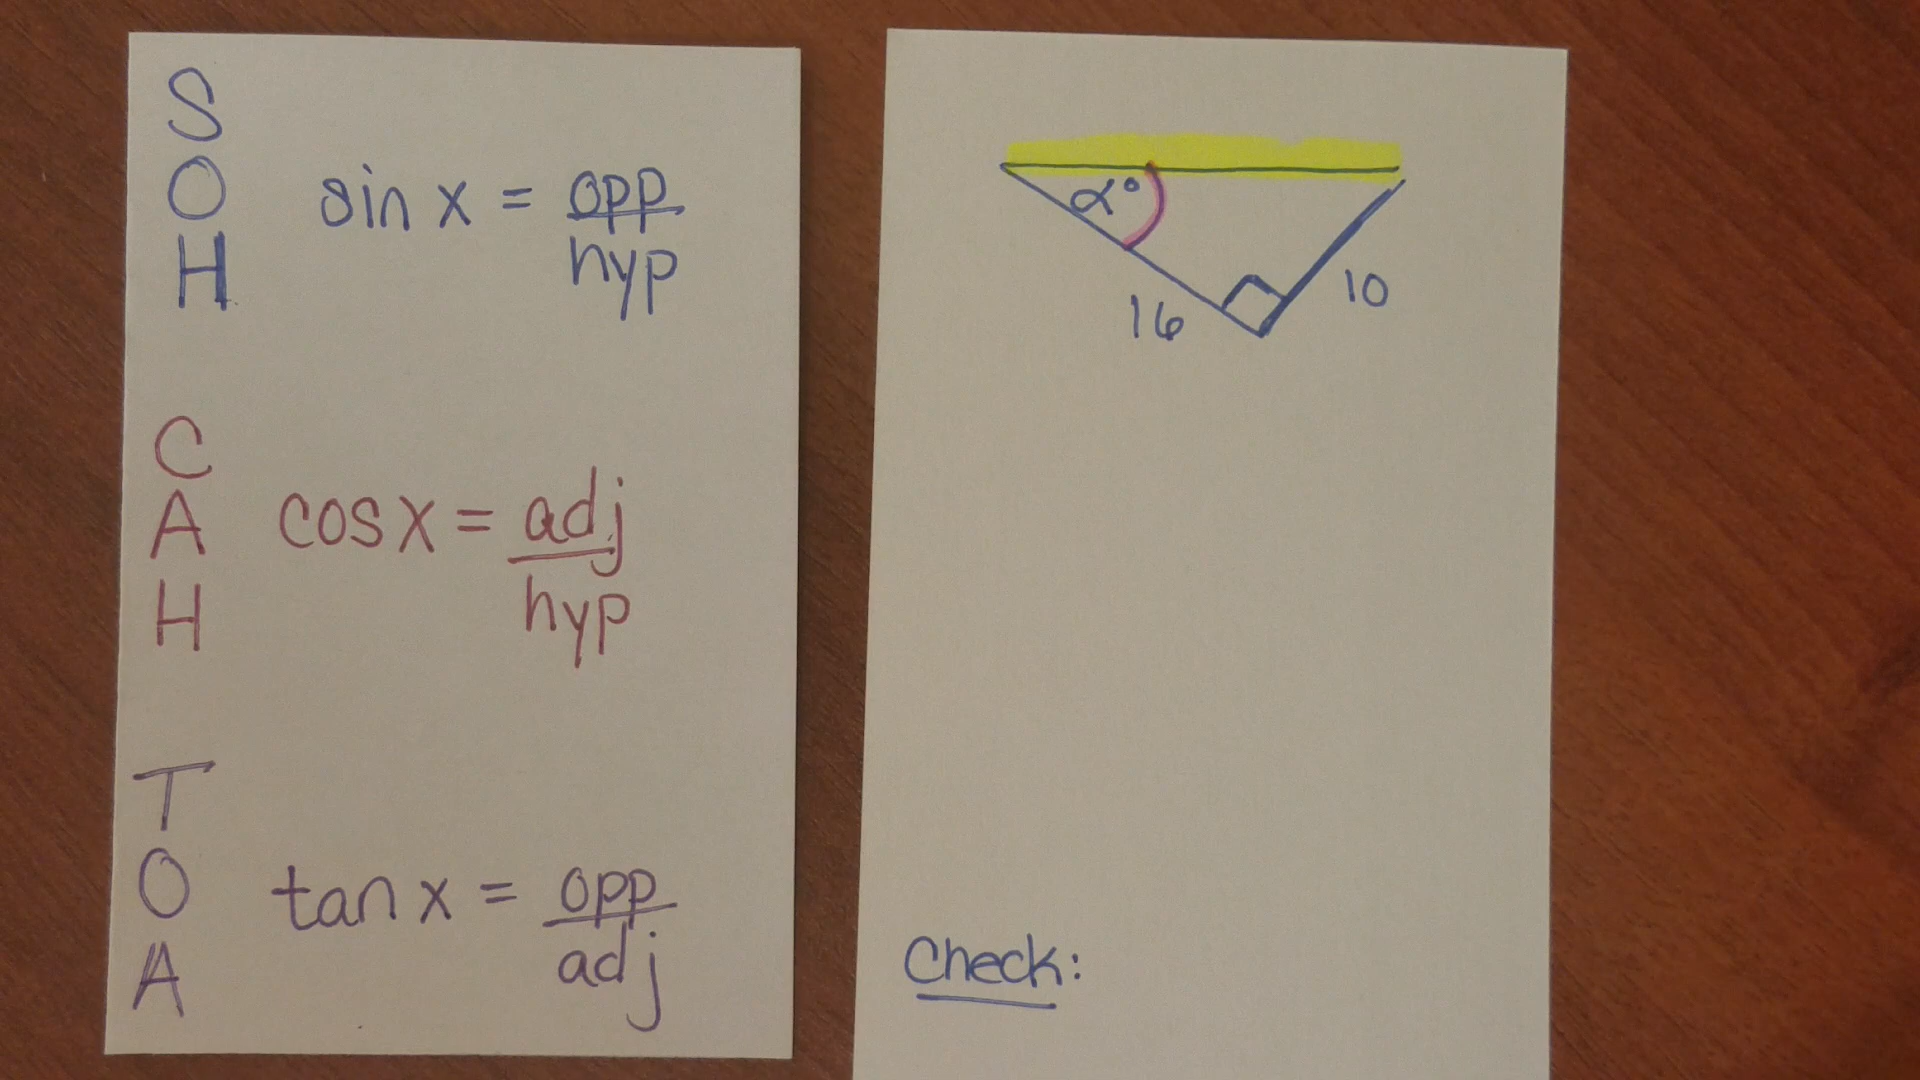 S
O
H
sin x = opp
hyp
C
A
H
cos x = adj
hyp
T
O
A
tan x = opp
adj
α°
16
10
Check: